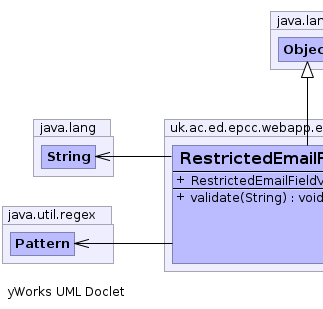 java.lan
Objec
java.lang
String
uk.ac.ed.epcc.webapp.e
RestrictedEmailF
+ RestrictedEmailFieldV
+ validate(String) : void
java.util.regex
Pattern
yWorks UML Doclet